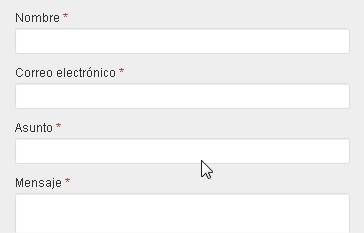 Nombre *
Correo electrónico *
Asunto *
Mensaje *